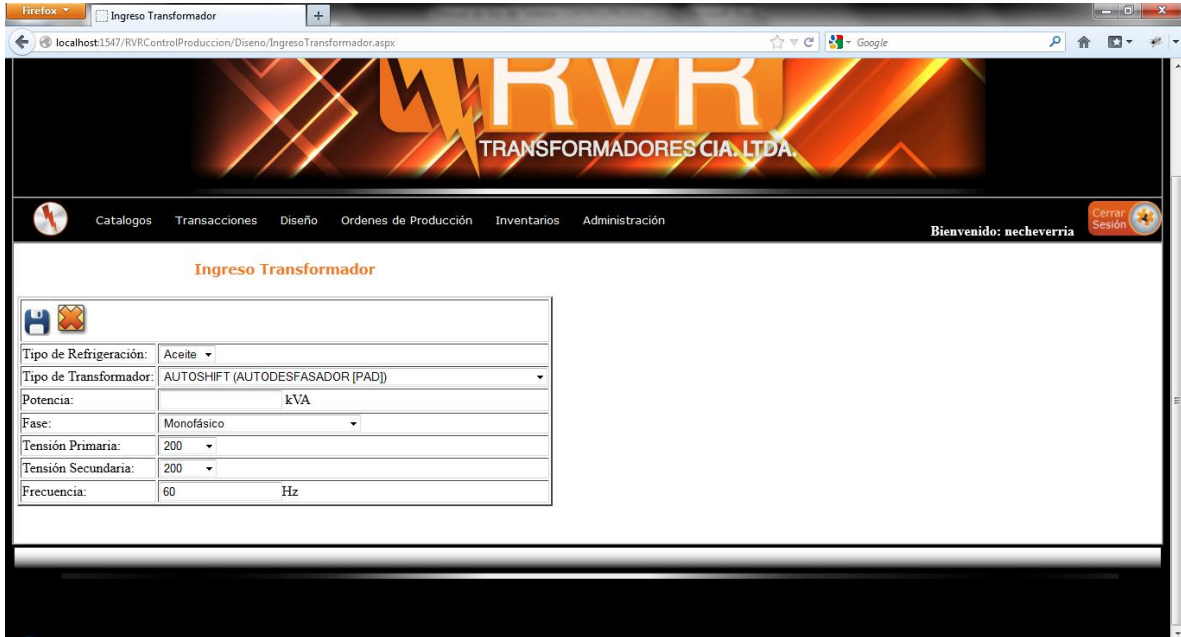 Firefox
Ingreso Transformador
localhost:1547/RVRControlProduccion/Diseno/IngresoTransformador.aspx
Google
RVR
TRANSFORMADORES CIA. LTDA.
Catalogos Transacciones Diseño Ordenes de Producción Inventarios Administración
Bienvenido: necheverria
Cerrar Sesión
Ingreso Transformador
Tipo de Refrigeración: Aceite
Tipo de Transformador: AUTOSHIFT (AUTODESFASADOR [PAD])
Potencia: kVA
Fase: Monofásico
Tensión Primaria: 200
Tensión Secundaria: 200
Frecuencia: 60 Hz